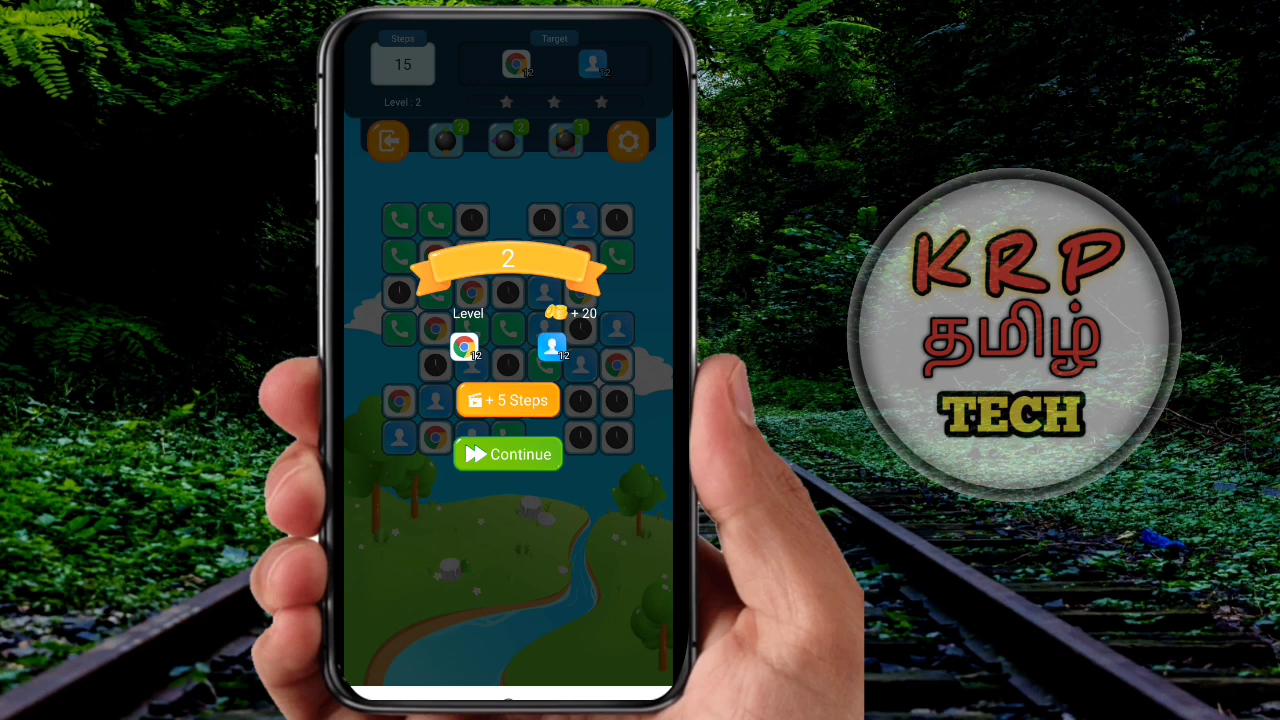 Steps
Target
15
12
12
Level : 2
2
2
1
2
Level
+ 20
12
12
+ 5 Steps
Continue
KRP
தமிழ்
TECH